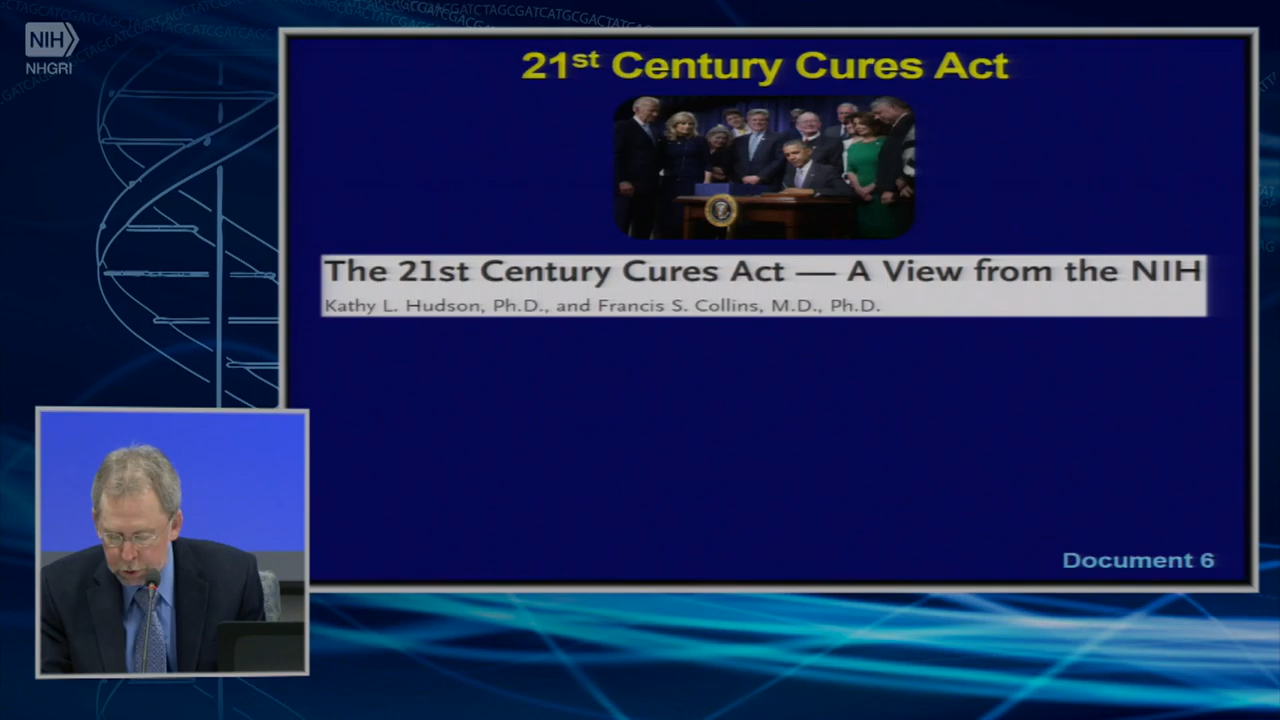 NIH
NHGRI
21st Century Cures Act
The 21st Century Cures Act — A View from the NIH
Kathy L. Hudson, Ph.D., and Francis S. Collins, M.D., Ph.D.
Document 6